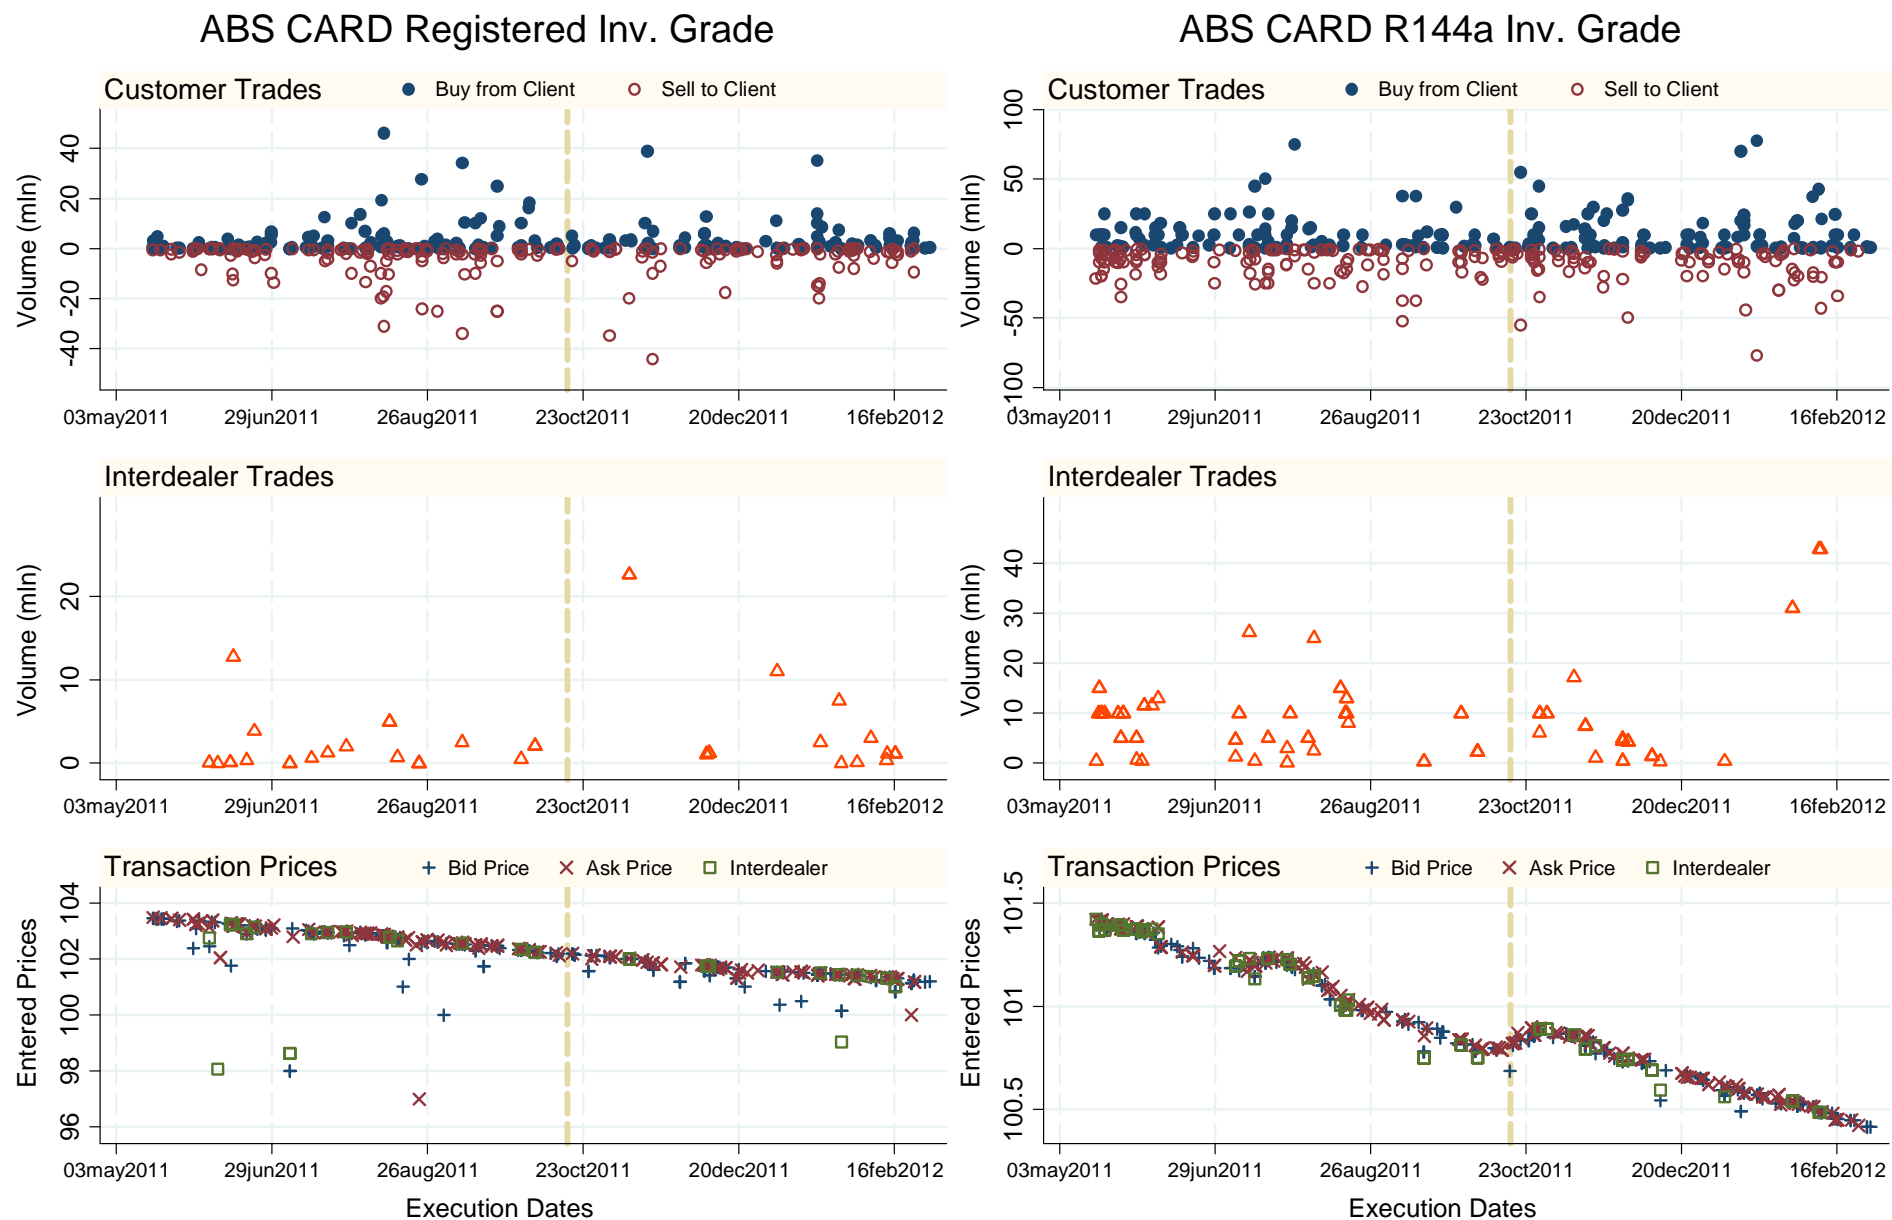 ABS CARD Registered Inv. Grade
Customer Trades Buy from Client Sell to Client
Volume (mln)
40
20
0
-20
-40
03may2011 29jun2011 26aug2011 23oct2011 20dec2011 16feb2012
Interdealer Trades
Volume (mln)
20
10
0
03may2011 29jun2011 26aug2011 23oct2011 20dec2011 16feb2012
Transaction Prices Bid Price Ask Price Interdealer
Entered Prices
104
102
100
98
96
03may2011 29jun2011 26aug2011 23oct2011 20dec2011 16feb2012
Execution Dates
ABS CARD R144a Inv. Grade
Customer Trades Buy from Client Sell to Client
Volume (mln)
100
50
0
-50
-100
03may2011 29jun2011 26aug2011 23oct2011 20dec2011 16feb2012
Interdealer Trades
Volume (mln)
40
30
20
10
0
03may2011 29jun2011 26aug2011 23oct2011 20dec2011 16feb2012
Transaction Prices Bid Price Ask Price Interdealer
Entered Prices
101.5
101
100.5
03may2011 29jun2011 26aug2011 23oct2011 20dec2011 16feb2012
Execution Dates